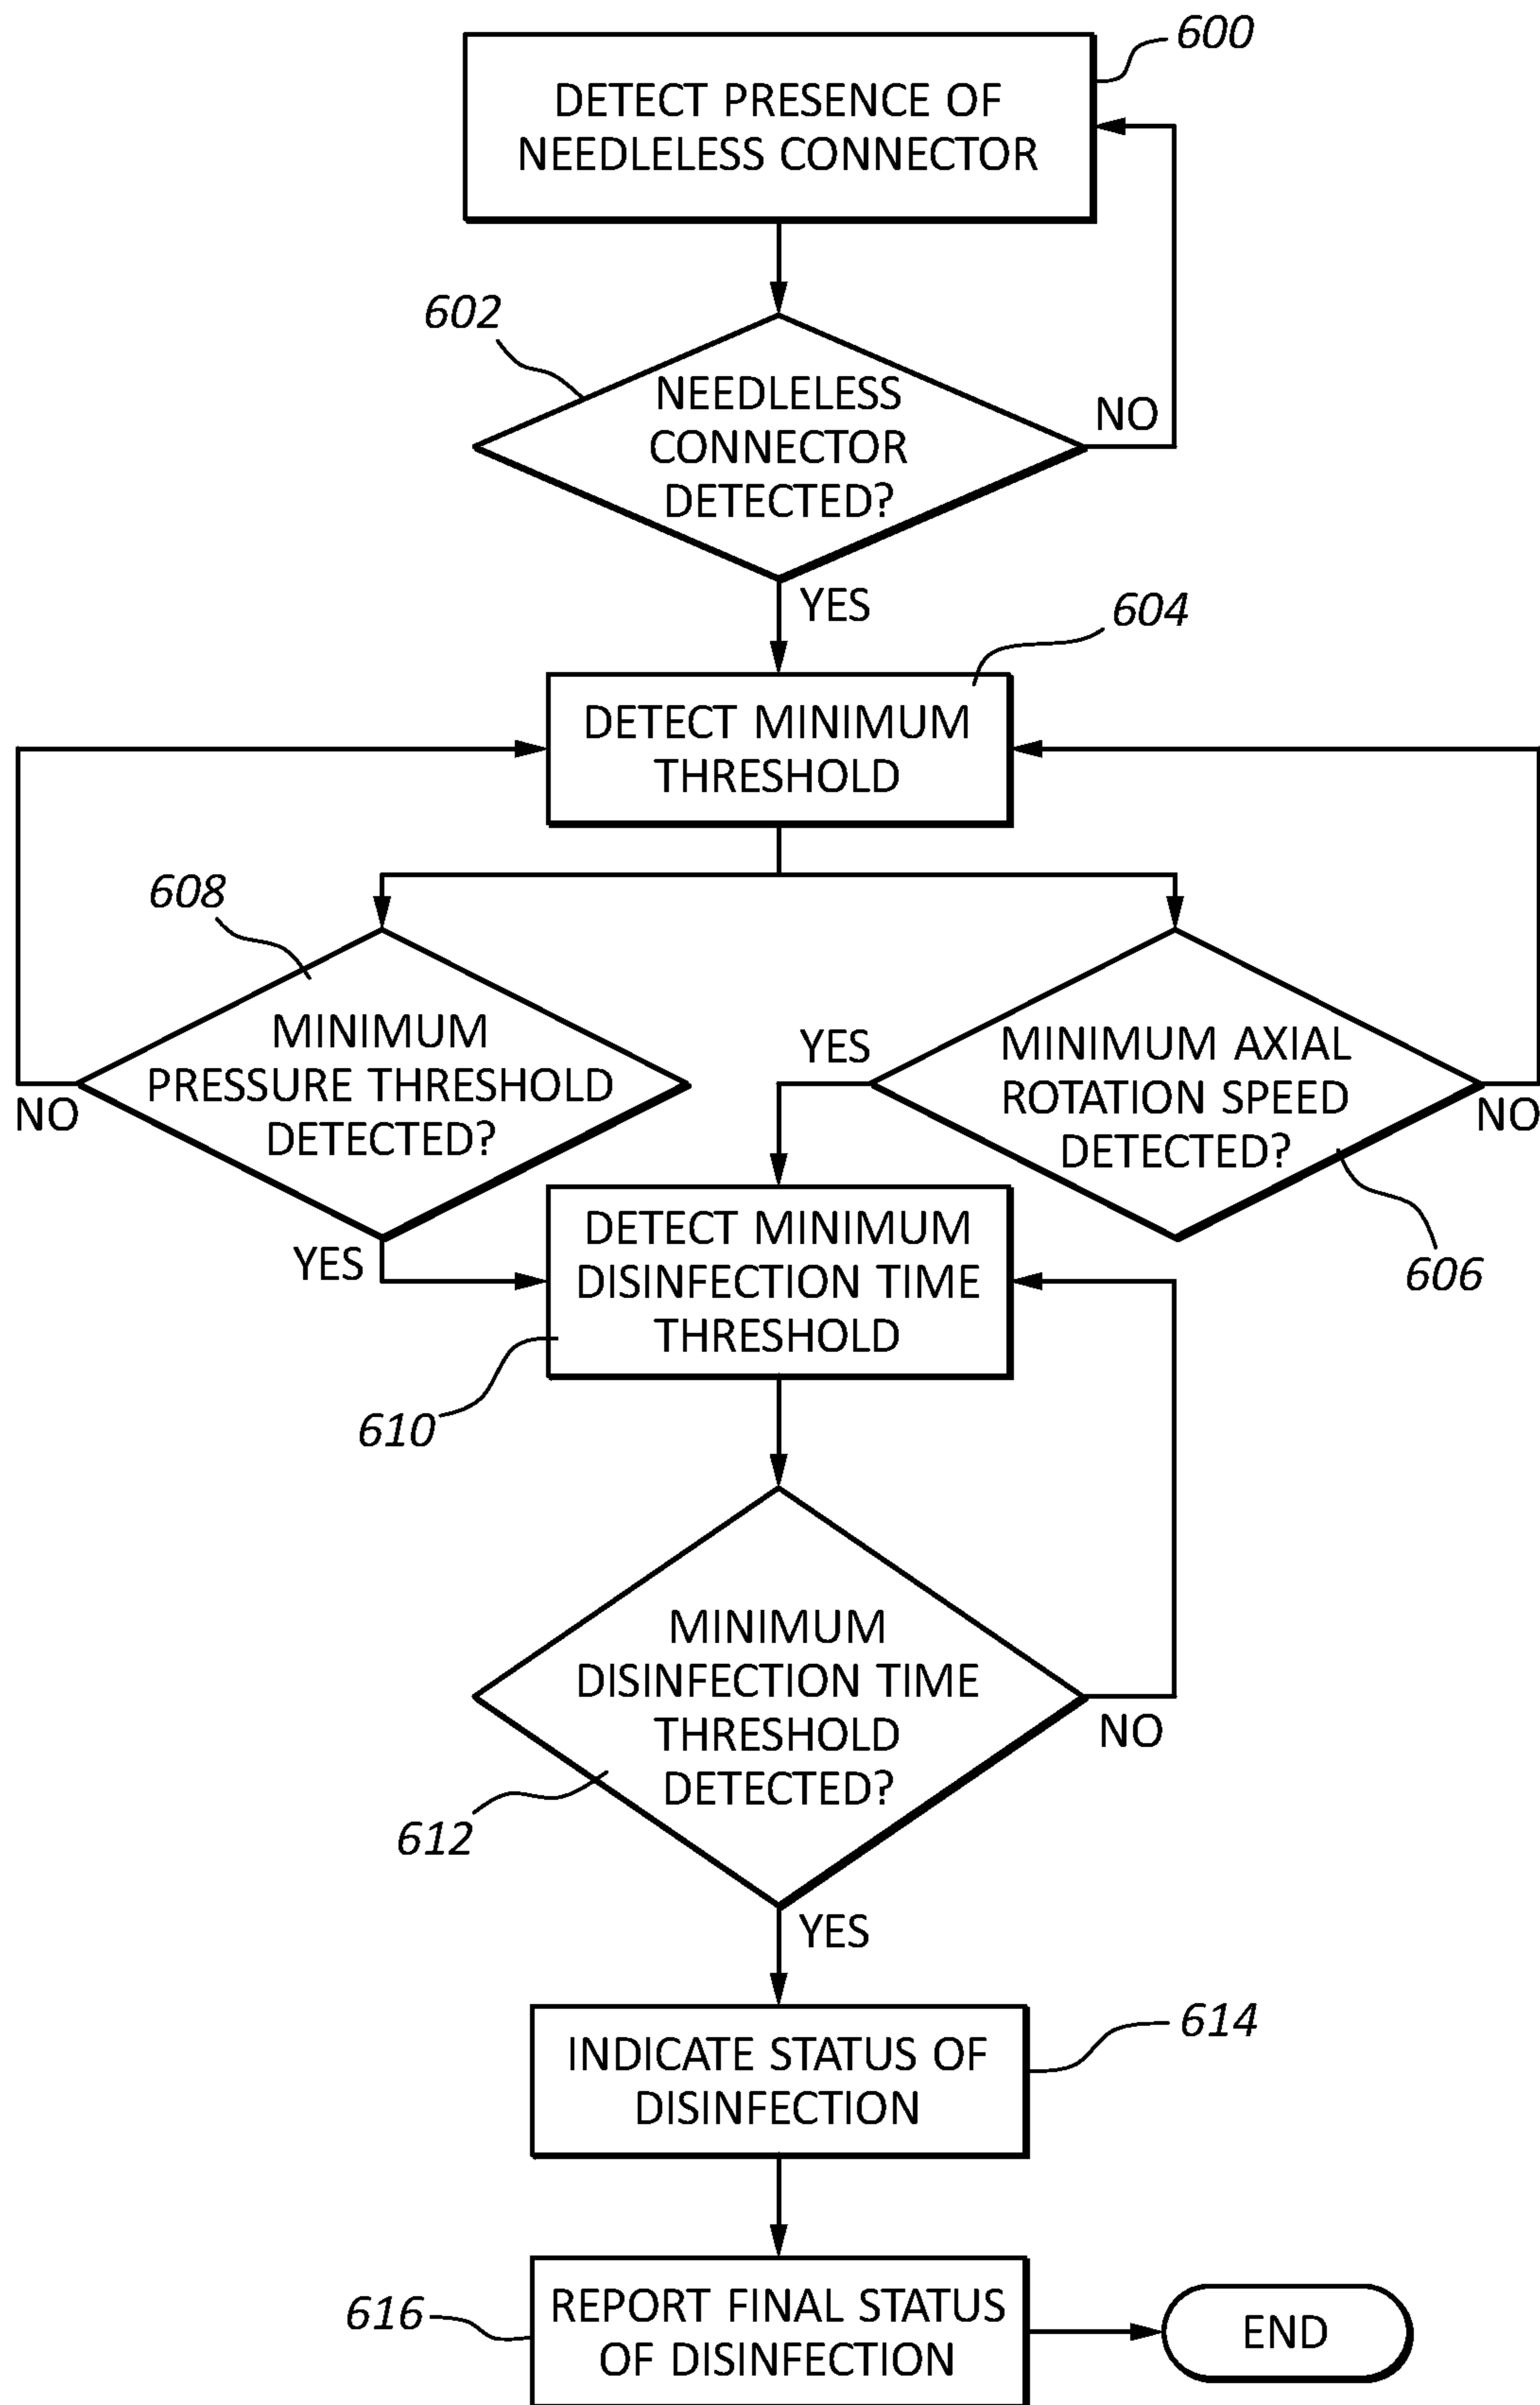 600
DETECT PRESENCE OF
NEEDLELESS CONNECTOR
602
NEEDLELESS
CONNECTOR
DETECTED?
NO
YES
604
DETECT MINIMUM
THRESHOLD
608
MINIMUM
PRESSURE THRESHOLD
DETECTED?
NO
YES
YES
MINIMUM AXIAL
ROTATION SPEED
DETECTED?
NO
606
DETECT MINIMUM
DISINFECTION TIME
THRESHOLD
610
MINIMUM
DISINFECTION TIME
THRESHOLD
DETECTED?
NO
612
YES
INDICATE STATUS OF
DISINFECTION
614
616
REPORT FINAL STATUS
OF DISINFECTION
END